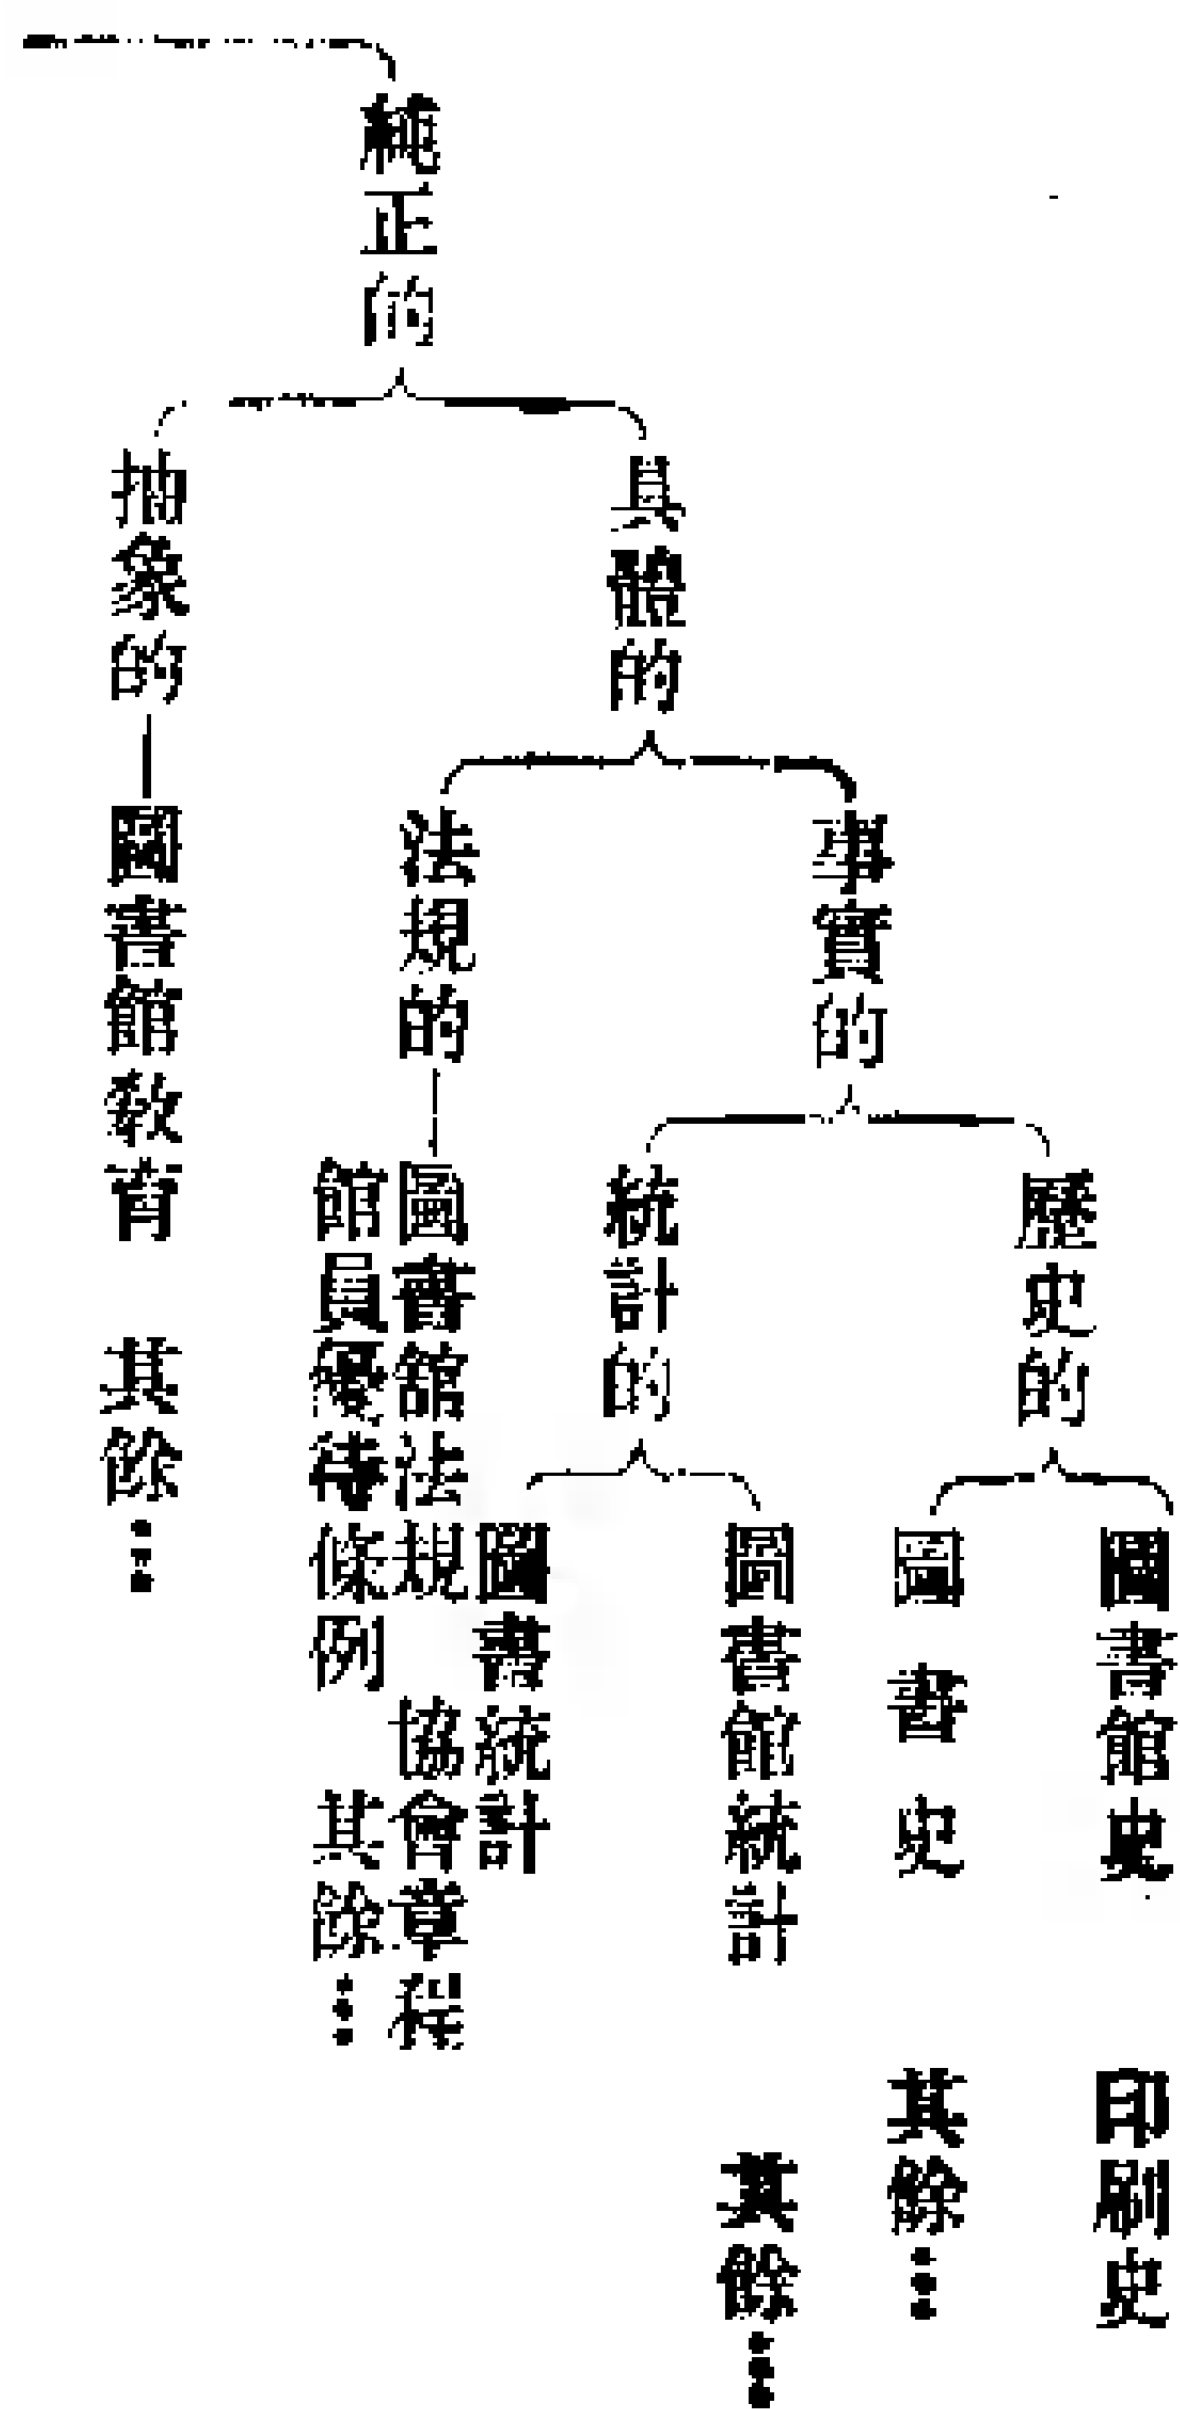 純正的
具體的
事實的
歷史的
圖書館史
印刷史
圖書史
其餘…
統計的
圖書館統計
其餘…
圖書統計
法規的
圖書館法規
協會章程
館員優待條例
其餘…
抽象的
圖書館教育
其餘…